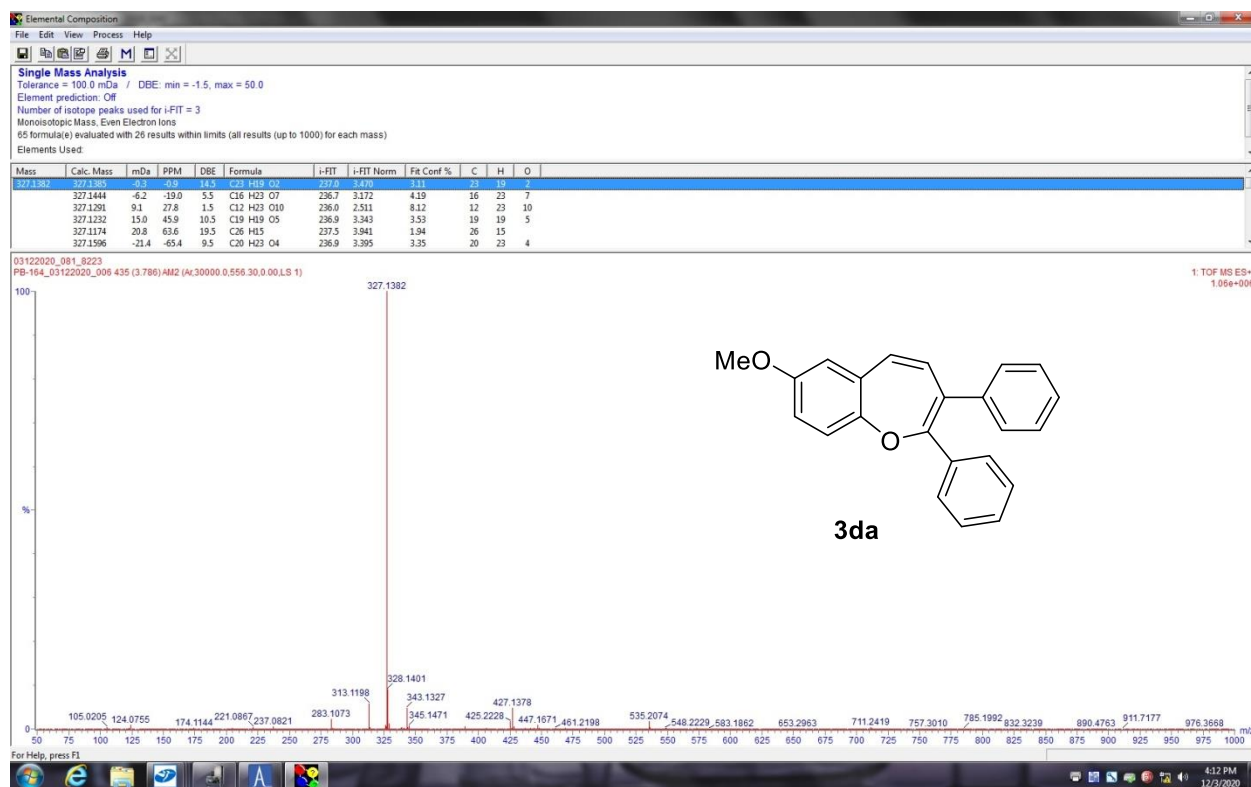 Elemental Composition
File Edit View Process Help
M
Single Mass Analysis
Tolerance = 100.0 mDa / DBE: min = -1.5, max = 50.0
Element prediction: Off
Number of isotope peaks used for i-FIT = 3
Monoisotopic Mass, Even Electron Ions
65 formula(e) evaluated with 26 results within limits (all results (up to 1000) for each mass)
Elements Used:
Mass Calc. Mass mDa PPM DBE Formula i-FIT i-FIT Norm Fit Conf % C H O
327.1382 327.1385 -0.3 -0.9 14.5 C23 H19 O2 237.0 3.470 3.11 23 19 2
327.1444 -6.2 -19.0 5.5 C16 H23 O7 236.7 3.172 4.19 16 23 7
327.1291 9.1 27.8 1.5 C12 H23 O10 236.0 2.511 8.12 12 23 10
327.1232 15.0 45.9 10.5 C19 H19 O5 236.9 3.343 3.53 19 19 5
327.1174 20.8 63.6 19.5 C26 H15 237.5 3.941 1.94 26 15
327.1596 -21.4 -65.4 9.5 C20 H23 O4 236.9 3.395 3.35 20 23 4
03122020_081_8223
PB-164_03122020_006 435 (3.786) AM2 (Ar,30000.0,556.30,0.00,LS 1)
1: TOF MS ES+
1.06e+006
100
327.1382
MeO
O
3da
%
328.1401
313.1198
343.1327
427.1378
283.1073
345.1471
425.2228
535.2074
105.0205
124.0755
174.1144
221.0867
237.0821
447.1671
461.2198
548.2229
583.1862
653.2963
711.2419
757.3010
785.1992
832.3239
890.4763
911.7177
976.3668
0
50 75 100 125 150 175 200 225 250 275 300 325 350 375 400 425 450 475 500 525 550 575 600 625 650 675 700 725 750 775 800 825 850 875 900 925 950 975 1000
For Help, press F1
A
4:12 PM
12/3/2020